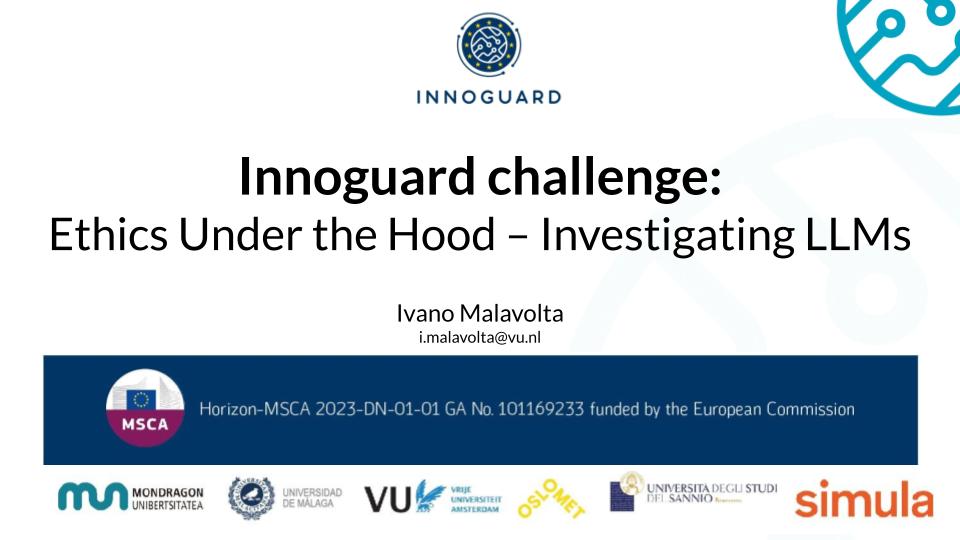 INNOGUARD
Innoguard challenge:
Ethics Under the Hood – Investigating LLMs
Ivano Malavolta
i.malavolta@vu.nl
MSCA
Horizon-MSCA 2023-DN-01-01 GA No. 101169233 funded by the European Commission
MONDRAGON
UNIBERTSITATEA
UNIVERSIDAD
DE MÁLAGA
VU
VRIJE
UNIVERSITEIT
AMSTERDAM
OSLOMET
UNIVERSITÀ DEGLI STUDI
DEL SANNIO
simula